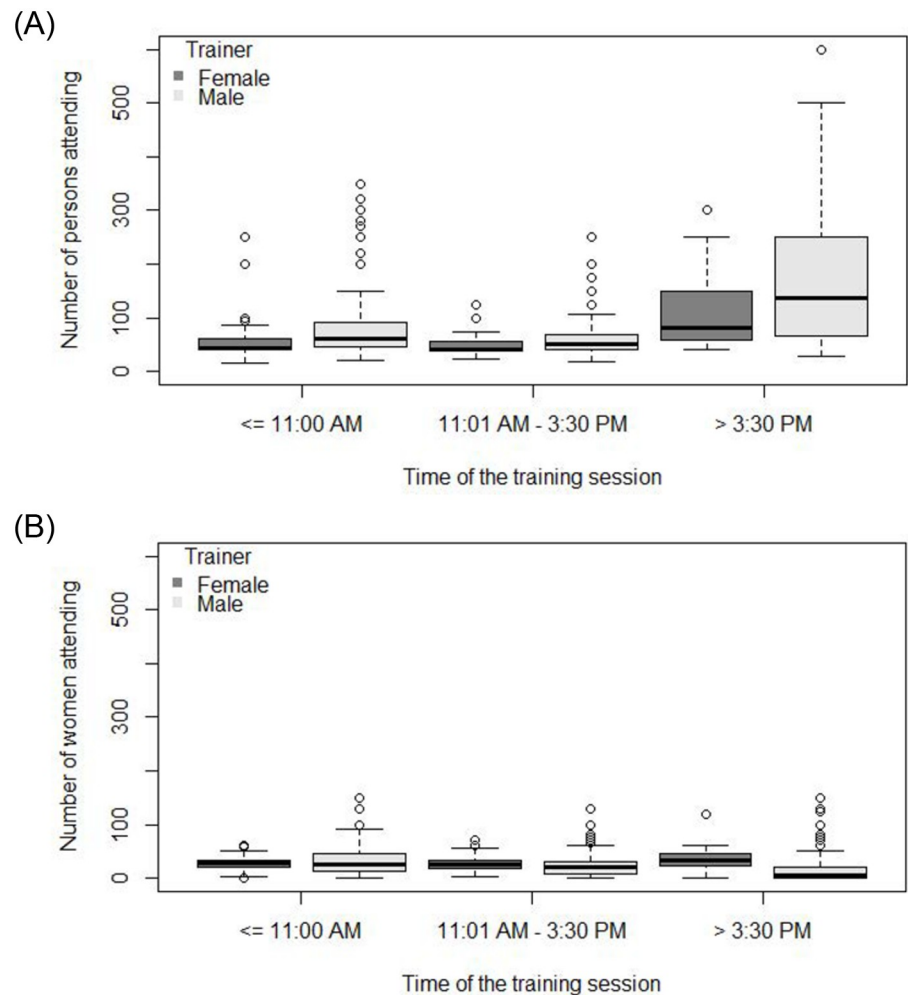 (A)
Trainer
Female
Male
Number of persons attending
0
100
300
500
<= 11:00 AM
11:01 AM - 3:30 PM
> 3:30 PM
Time of the training session
(B)
Trainer
Female
Male
Number of women attending
0
100
300
500
<= 11:00 AM
11:01 AM - 3:30 PM
> 3:30 PM
Time of the training session